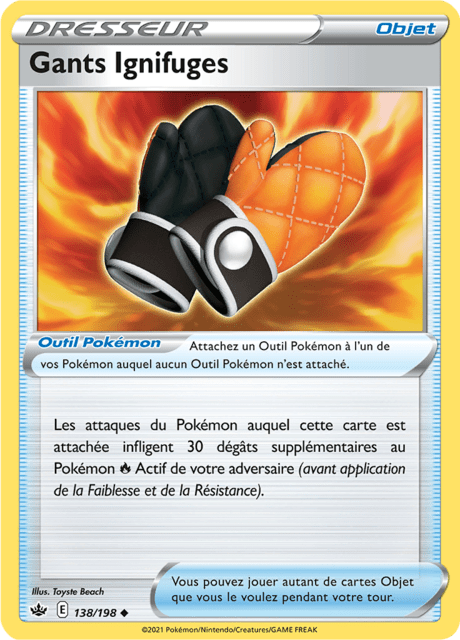 DRESSEUR Objet
Gants Ignifuges
Outil Pokémon Attachez un Outil Pokémon à l'un de
vos Pokémon auquel aucun Outil Pokémon n'est attaché.
Les attaques du Pokémon auquel cette carte est
attachée infligent 30 dégâts supplémentaires au
Pokémon Actif de votre adversaire (avant application
de la Faiblesse et de la Résistance).
Illus. Toyste Beach
Vous pouvez jouer autant de cartes Objet
que vous le voulez pendant votre tour.
E 138/198
©2021 Pokémon/Nintendo/Creatures/GAME FREAK